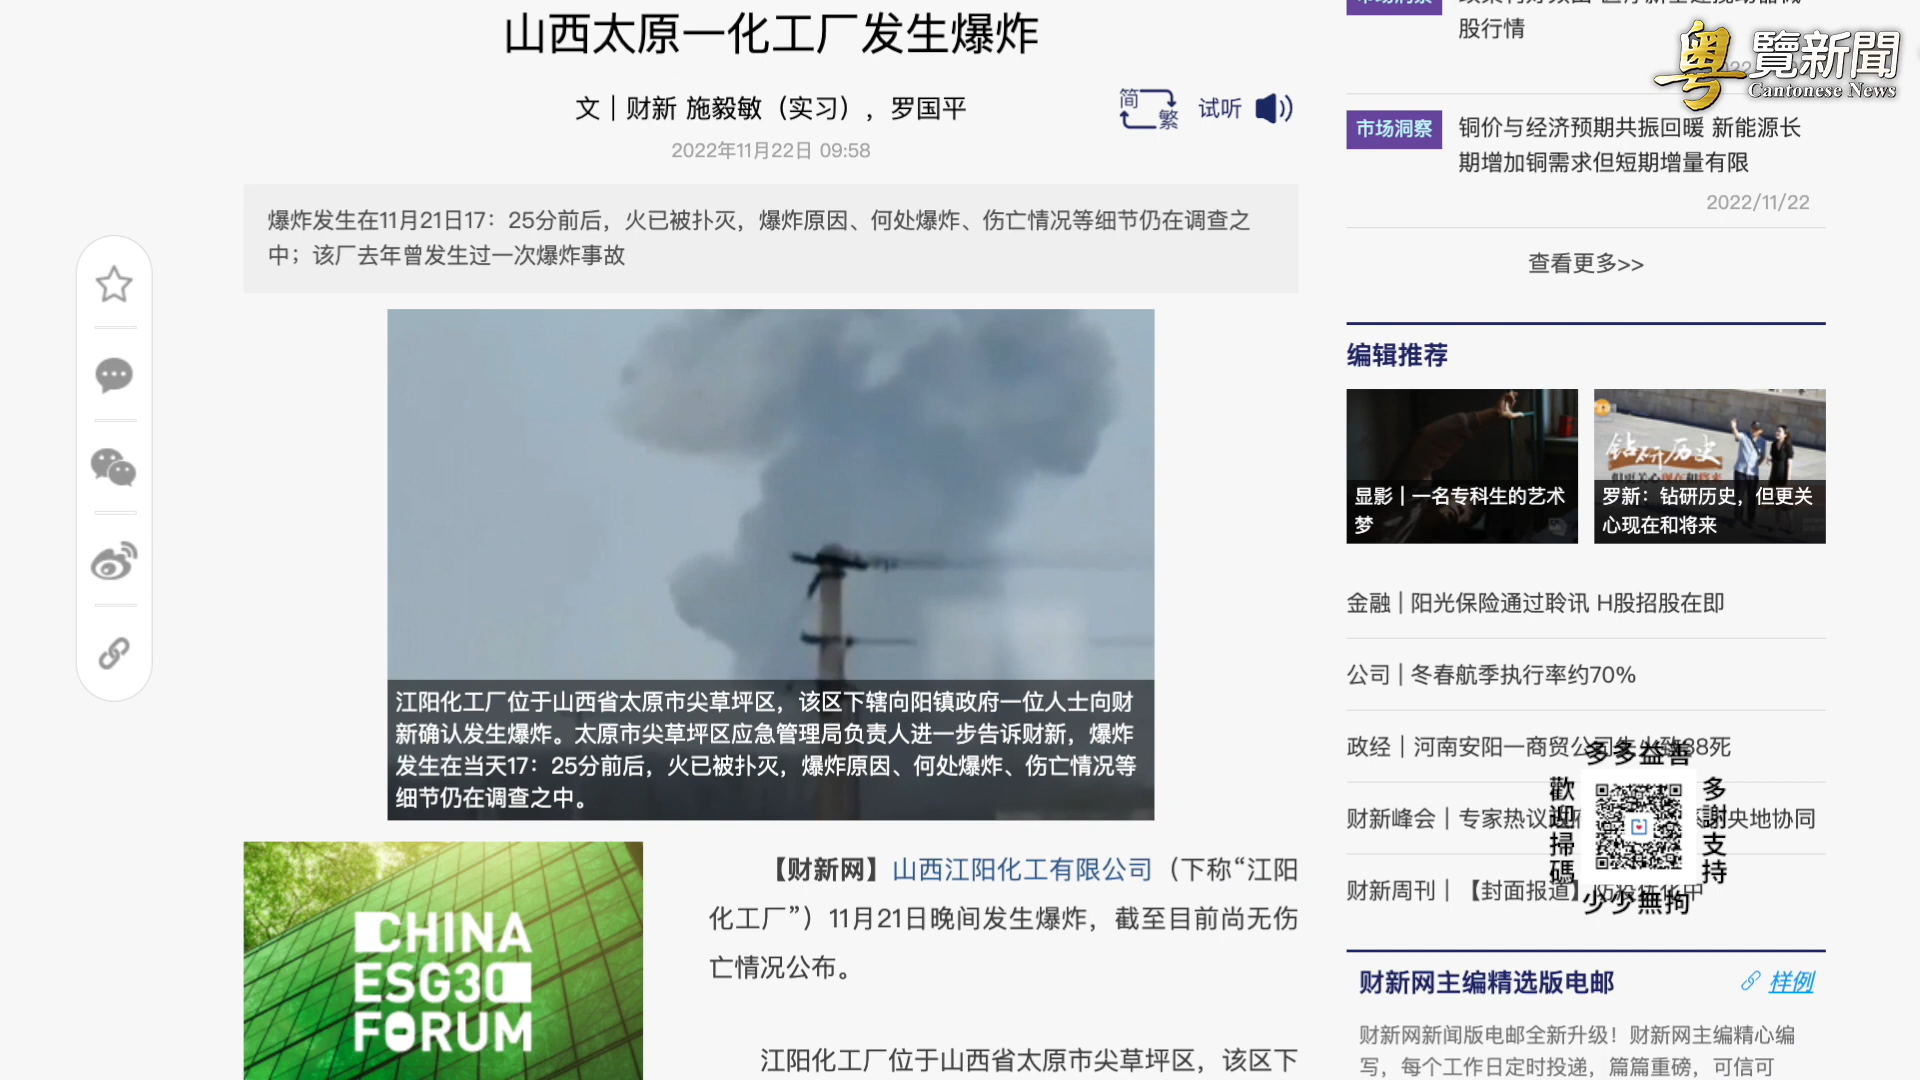 山西太原一化工厂发生爆炸
文｜财新 施毅敏（实习），罗国平
简 繁
试听
2022年11月22日 09:58
爆炸发生在11月21日17：25分前后，火已被扑灭，爆炸原因、何处爆炸、伤亡情况等细节仍在调查之
中；该厂去年曾发生过一次爆炸事故
江阳化工厂位于山西省太原市尖草坪区，该区下辖向阳镇政府一位人士向财
新确认发生爆炸。太原市尖草坪区应急管理局负责人进一步告诉财新，爆炸
发生在当天17：25分前后，火已被扑灭，爆炸原因、何处爆炸、伤亡情况等
细节仍在调查之中。
CHINA
ESG30
FORUM
【财新网】山西江阳化工有限公司（下称“江阳
化工厂”）11月21日晚间发生爆炸，截至目前尚无伤
亡情况公布。
江阳化工厂位于山西省太原市尖草坪区，该区下
股行情
粤覽新聞
Cantonese News
市场洞察
铜价与经济预期共振回暖 新能源长
期增加铜需求但短期增量有限
2022/11/22
查看更多>>
编辑推荐
钻研历史
显影｜一名专科生的艺术
梦
罗新：钻研历史，但更关
心现在和将来
金融｜阳光保险通过聆讯 H股招股在即
公司｜冬春航季执行率约70%
政经｜河南安阳一商贸公司失火致38死
多多益善
歡迎掃碼
多謝支持
少少無拘
财新峰会｜专家热议 央地协同
财新周刊｜【封面报道】防疫优化中
财新网主编精选版电邮
样例
财新网新闻版电邮全新升级！财新网主编精心编
写，每个工作日定时投递，篇篇重磅，可信可